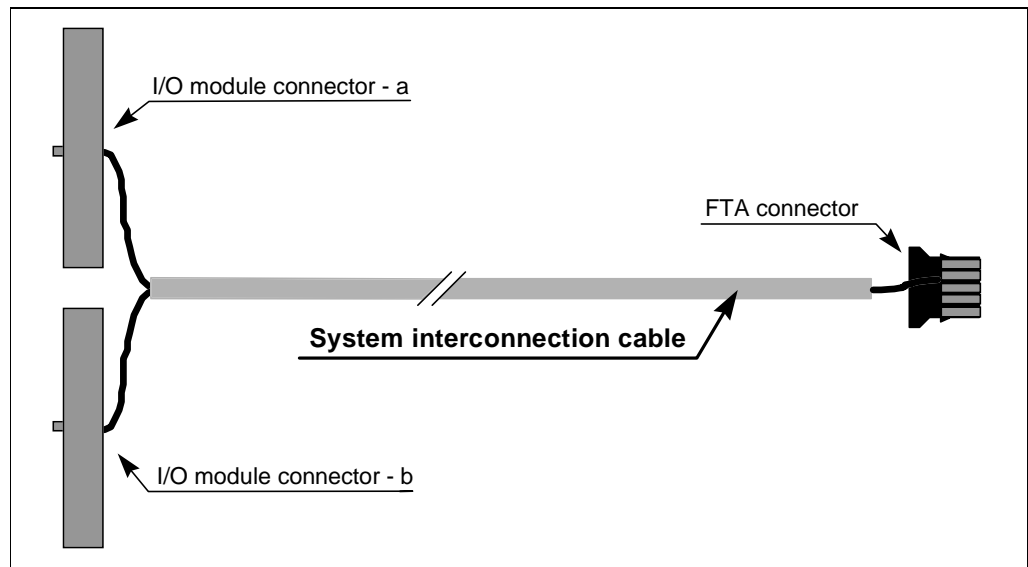 I/O module connector - a
FTA connector
System interconnection cable
I/O module connector - b